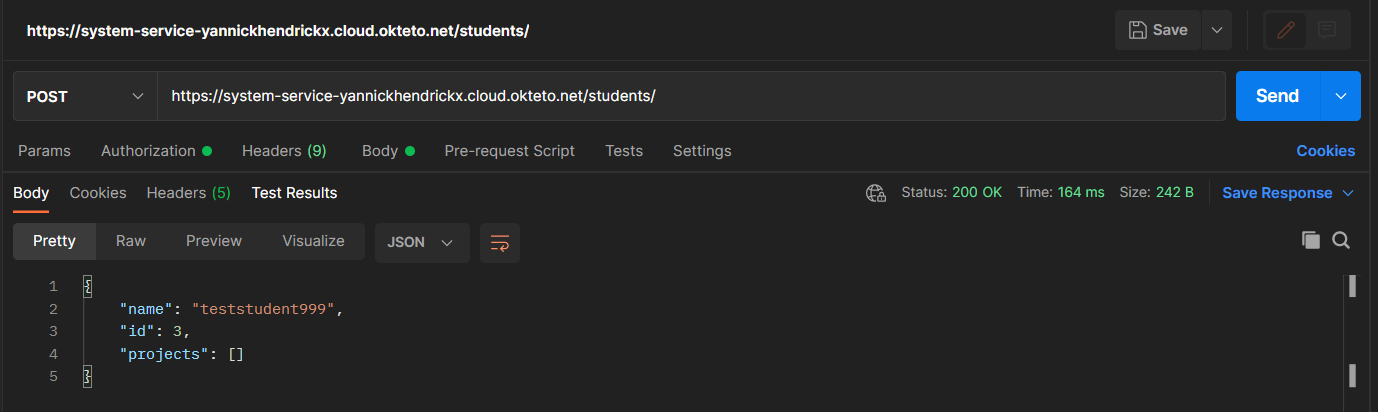 https://system-service-yannickhendrickx.cloud.okteto.net/students/ Save
POST https://system-service-yannickhendrickx.cloud.okteto.net/students/ Send
Params Authorization Headers (9) Body Pre-request Script Tests Settings Cookies
Body Cookies Headers (5) Test Results Status: 200 OK Time: 164 ms Size: 242 B Save Response
Pretty Raw Preview Visualize JSON
1 {
2 "name": "teststudent999",
3 "id": 3,
4 "projects": []
5 }